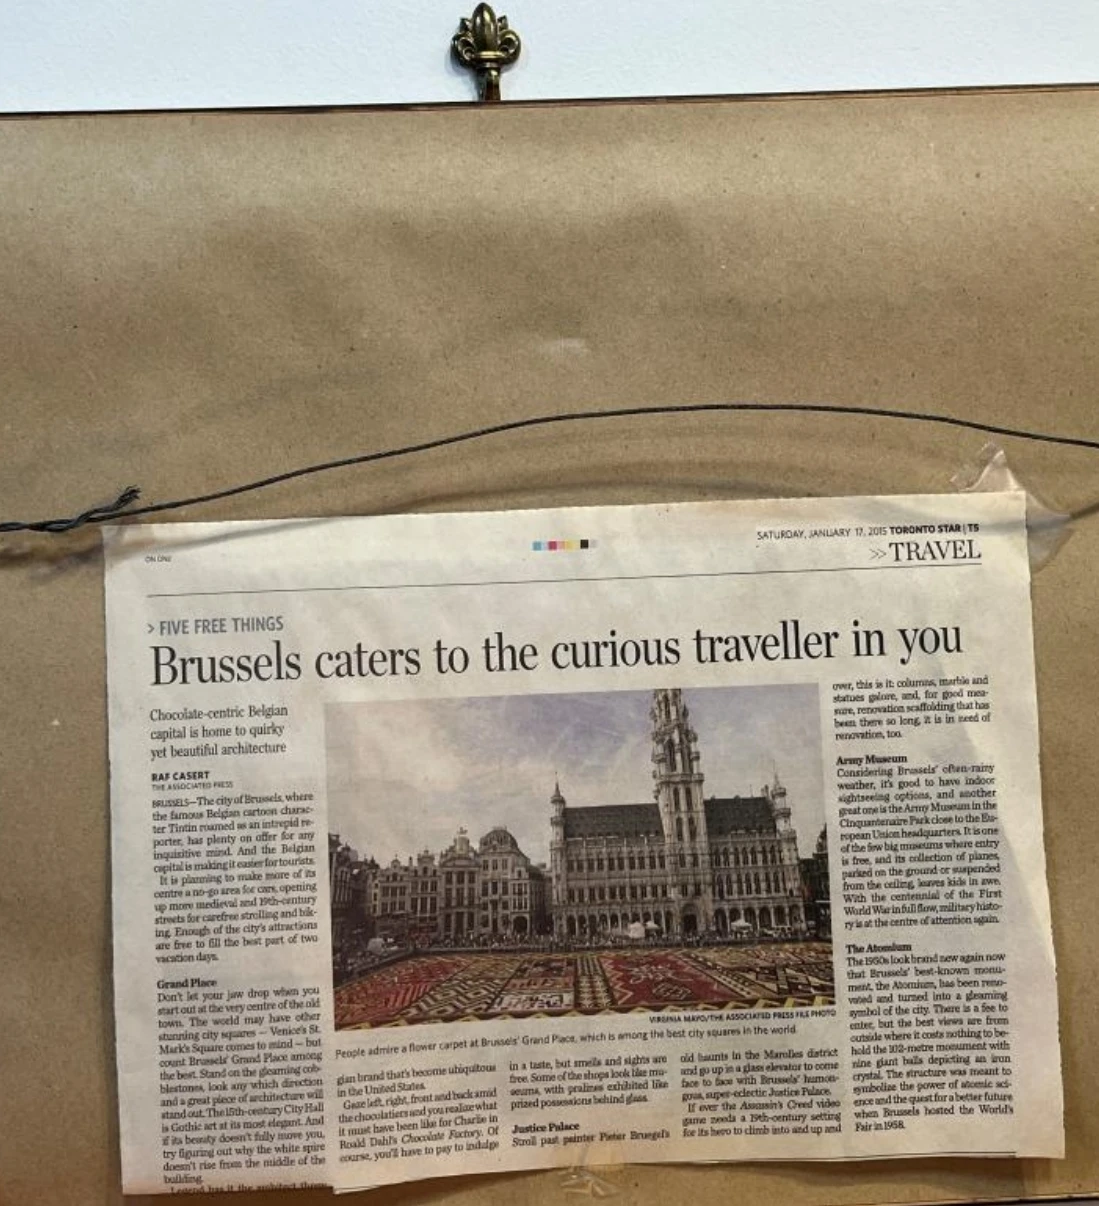 ON ON2
SATURDAY, JANUARY 17, 2015 TORONTO STAR | T5
>> TRAVEL
> FIVE FREE THINGS
Brussels caters to the curious traveller in you
Chocolate-centric Belgian
capital is home to quirky
yet beautiful architecture
RAF CASERT
THE ASSOCIATED PRESS
BRUSSELS—The city of Brussels, where
the famous Belgian cartoon charac-
ter Tintin roamed as an intrepid re-
porter, has plenty on offer for any
inquisitive mind. And the Belgian
capital is making it easier for tourists.
It is planning to make more of its
centre a no-go area for cars, opening
up more medieval and 19th-century
streets for carefree strolling and bik-
ing. Enough of the city's attractions
are free to fill the best part of two
vacation days.
Grand Place
Don't let your jaw drop when you
start out at the very centre of the old
town. The world may have other
stunning city squares — Venice's St.
Mark's Square comes to mind — but
count Brussels' Grand Place among
the best. Stand on the gleaming cob-
blestones, look any which direction
and a great piece of architecture will
stand out. The 15th-century City Hall
is Gothic art at its most elegant. And
if its beauty doesn't fully move you,
try figuring out why the white spire
doesn't rise from the middle of the
building.
Legend has it the architect threw
VIRGINIA MAYO/THE ASSOCIATED PRESS FILE PHOTO
People admire a flower carpet at Brussels' Grand Place, which is among the best city squares in the world.
gian brand that's become ubiquitous
in the United States.
Gaze left, right, front and back amid
the chocolatiers and you realize what
it must have been like for Charlie in
Roald Dahl's Chocolate Factory. Of
course, you'll have to pay to indulge
in a taste, but smells and sights are
free. Some of the shops look like mu-
seums, with pralines exhibited like
prized possessions behind glass.
Justice Palace
Stroll past painter Pieter Bruegel's
old haunts in the Marolles district
and go up in a glass elevator to come
face to face with Brussels' humon-
gous, super-eclectic Justice Palace.
If ever the Assassin's Creed video
game needs a 19th-century setting
for its hero to climb into and up and
over, this is it: columns, marble and
statues galore, and, for good mea-
sure, renovation scaffolding that has
been there so long, it is in need of
renovation, too.
Army Museum
Considering Brussels' often-rainy
weather, it's good to have indoor
sightseeing options, and another
great one is the Army Museum in the
Cinquantenaire Park close to the Eu-
ropean Union headquarters. It is one
of the few big museums where entry
is free, and its collection of planes,
parked on the ground or suspended
from the ceiling, leaves kids in awe.
With the centennial of the First
World War in full flow, military histo-
ry is at the centre of attention again.
The Atomium
The 1950s look brand new again now
that Brussels' best-known monu-
ment, the Atomium, has been reno-
vated and turned into a gleaming
symbol of the city. There is a fee to
enter, but the best views are from
outside where it costs nothing to be-
hold the 102-metre monument with
nine giant balls depicting an iron
crystal. The structure was meant to
symbolize the power of atomic sci-
ence and the quest for a better future
when Brussels hosted the World's
Fair in 1958.